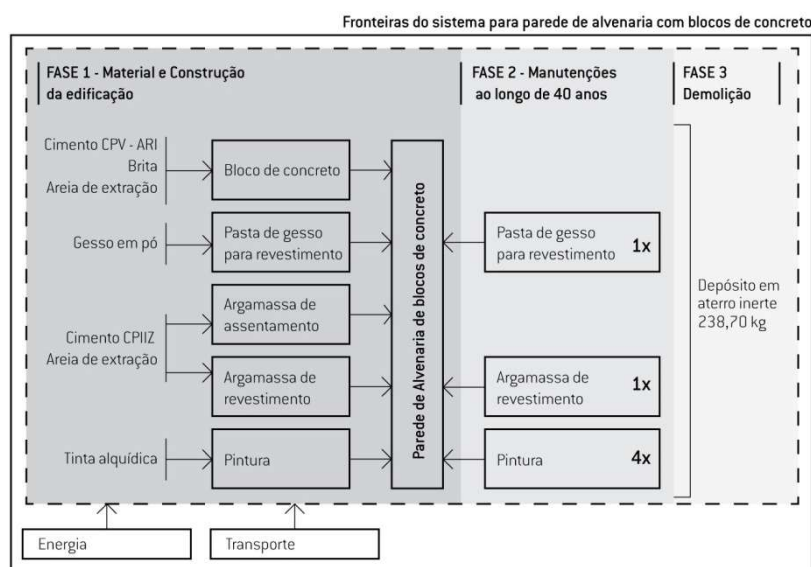 Fronteiras do sistema para parede de alvenaria com blocos de concreto
FASE 1 - Material e Construção
da edificação
FASE 2 - Manutenções
ao longo de 40 anos
FASE 3
Demolição
Cimento CPV - ARI
Brita
Areia de extração
Bloco de concreto
Gesso em pó
Pasta de gesso
para revestimento
Cimento CPIIZ
Areia de extração
Argamassa de
assentamento
Argamassa de
revestimento
Tinta alquídica
Pintura
Parede de Alvenaria de blocos de concreto
Pasta de gesso
para revestimento 1x
Argamassa de
revestimento 1x
Pintura 4x
Depósito em
aterro inerte
238,70 kg
Energia
Transporte